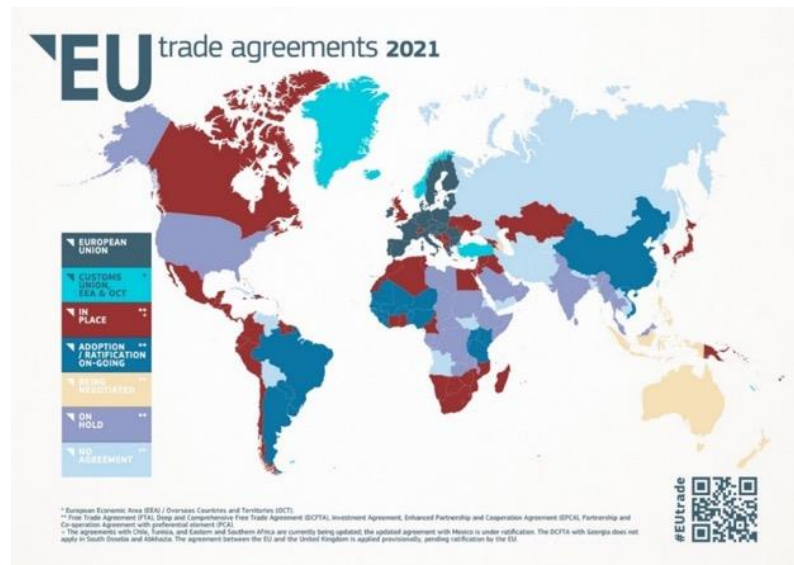 EU trade agreements 2021
EUROPEAN
UNION
CUSTOMS *
UNION,
EEA & OCT
IN **
PLACE
ADOPTION **
/ RATIFICATION
ON-GOING
BEING
NEGOTIATED
ON **
HOLD
NO
AGREEMENT
* European Economic Area (EEA) / Overseas Countries and Territories (OCT).
** Free Trade Agreement (FTA), Deep and Comprehensive Free Trade Agreement (DCFTA), Investment Agreement, Enhanced Partnership and Cooperation Agreement (EPCA), Partnership and
Co-operation Agreement with preferential element (PCA).
The agreements with Chile, Tunisia, and Eastern and Southern Africa are currently being updated; the updated agreement with Mexico is under ratification. The DCFTA with Georgia does not
apply in South Ossetia and Abkhazia. The agreement between the EU and the United Kingdom is applied provisionally, pending ratification by the EU.
#EUtrade